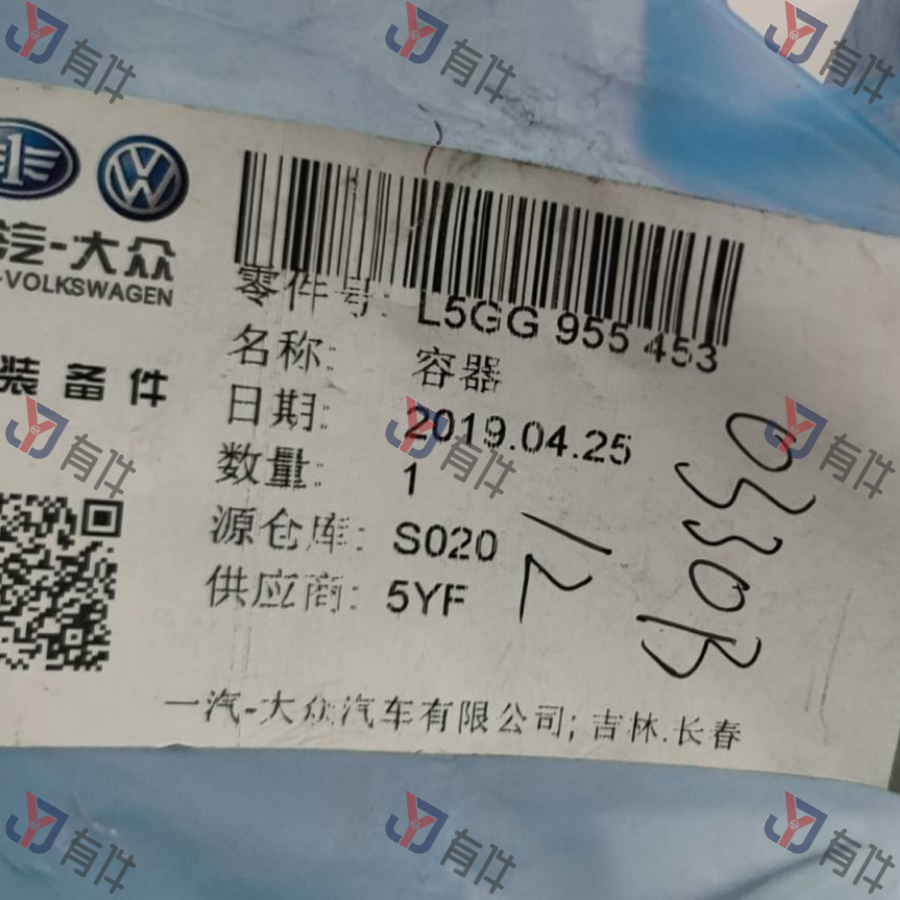 汽-大众
-VOLKSWAGEN
装备件
零件号: L5GG 955 453
名称: 容器
日期: 2019.04.25
数量: 1
源仓库: S020
供应商: 5YF
12
0330B
一汽-大众汽车有限公司; 吉林.长春
有件
有件
有件
有件
有件
有件
有件
有件
有件